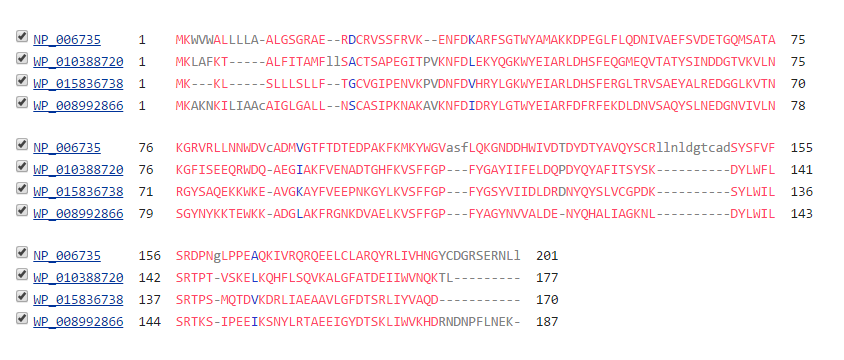 NP_006735 1 MKWVWALLLLA-ALGSGRAE--RDCRVSSFRVK--ENFDKARFSGTWYAMAKKDPEGLFLQDNIVAEFSVDETGQMSATA 75
WP_010388720 1 MKLAFKT-----ALFITAMFllSACTSAPEGITPVKNFDLEKYQGKWYEIARLDHSFEQGMEQVTATYSINDDGTVKVLN 75
WP_015836738 1 MK---KL-----SLLLSLLF--TGCVGIPENVKPVDNFDVHRYLGKWYEIARLDHSFERGLTRVSAEYALREDGGLKVTN 70
WP_008992866 1 MKAKNKILIAAcAIGLGALL--NSCASIPKNAKAVKNFDIDRYLGTWYEIARFDFRFEKDLDNVSAQYSLNEDGNVIVLN 78
NP_006735 76 KGRVRLLNNWDVcADMVGTFTDTEDPAKFKMKYWGVasfLQKGNDDHWIVDTDYDTYAVQYSCRllnldgtcadSYSFVF 155
WP_010388720 76 KGFISEEQRWDQ-AEGIAKFVENADTGHFKVSFFGP---FYGAYIIFELDQPDYQYAFITSYSK----------DYLWFL 141
WP_015836738 71 RGYSAQEKKWKE-AVGKAYFVEEPNKGYLKVSFFGP---FYGSYVIIDLDRDNYQYSLVCGPDK----------SYLWIL 136
WP_008992866 79 SGYNYKKTEWKK-ADGLAKFRGNKDVAELKVSFFGP---FYAGYNVVALDE-NYQHALIAGKNL----------DYLWIL 143
NP_006735 156 SRDPNgLPPEAQKIVRQRQEELCLARQYRLIVHNGYCDGRSERNLl 201
WP_010388720 142 SRTPT-VSKELKQHFLSQVKALGFATDEIIWVNQKTL--------- 177
WP_015836738 137 SRTPS-MQTDVKDRLIAEAAVLGFDTSRLIYVAQD----------- 170
WP_008992866 144 SRTKS-IPEEIKSNYLRTAEEIGYDTSKLIWVKHDRNDNPFLNEK- 187